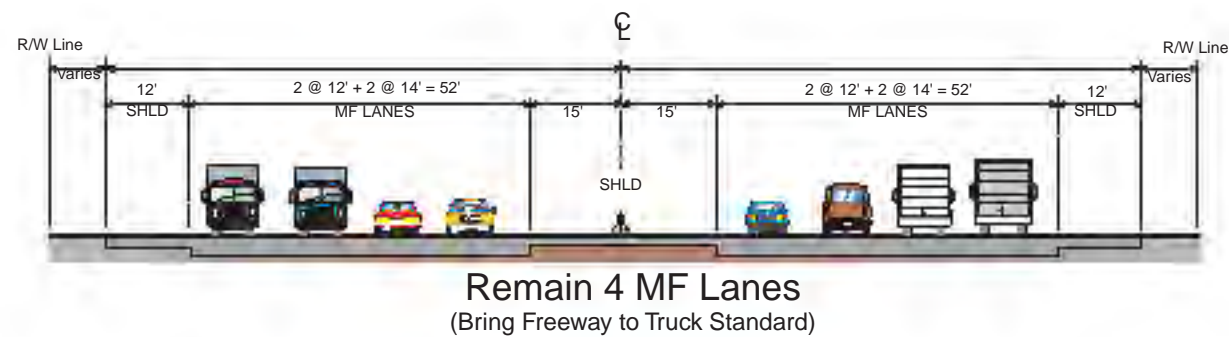 ℄
R/W Line
R/W Line
Varies
Varies
12'
2 @ 12' + 2 @ 14' = 52'
2 @ 12' + 2 @ 14' = 52'
12'
SHLD
MF LANES
15'
15'
MF LANES
SHLD
SHLD
Remain 4 MF Lanes
(Bring Freeway to Truck Standard)